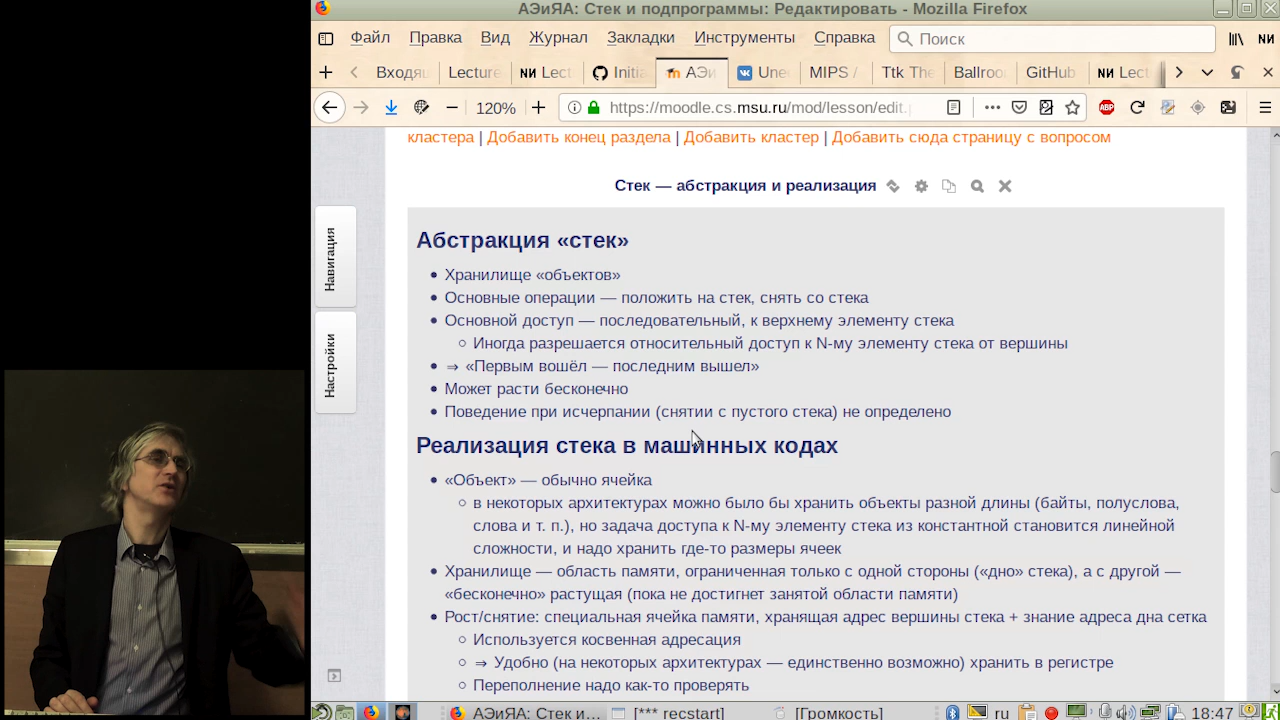 АЭиЯА: Стек и подпрограммы: Редактировать - Mozilla Firefox
Файл Правка Вид Журнал Закладки Инструменты Справка Поиск
Входящ Lecture Lect Initia АЭи Une MIPS / Ttk The Ballroo GitHub Lect
120% https://moodle.cs.msu.ru/mod/lesson/edit.p ABP
кластера | Добавить конец раздела | Добавить кластер | Добавить сюда страницу с вопросом
Стек — абстракция и реализация
Навигация
Настройки
Абстракция «стек»
Хранилище «объектов»
Основные операции — положить на стек, снять со стека
Основной доступ — последовательный, к верхнему элементу стека
Иногда разрешается относительный доступ к N-му элементу стека от вершины
⇒ «Первым вошёл — последним вышел»
Может расти бесконечно
Поведение при исчерпании (снятии с пустого стека) не определено
Реализация стека в машинных кодах
«Объект» — обычно ячейка
в некоторых архитектурах можно было бы хранить объекты разной длины (байты, полуслова,
слова и т. п.), но задача доступа к N-му элементу стека из константной становится линейной
сложности, и надо хранить где-то размеры ячеек
Хранилище — область памяти, ограниченная только с одной стороны («дно» стека), а с другой —
«бесконечно» растущая (пока не достигнет занятой области памяти)
Рост/снятие: специальная ячейка памяти, хранящая адрес вершины стека + знание адреса дна сетка
Используется косвенная адресация
⇒ Удобно (на некоторых архитектурах — единственно возможно) хранить в регистре
Переполнение надо как-то проверять
АЭиЯА: Стек и... [*** recstart] [Громкость] ru 18:47